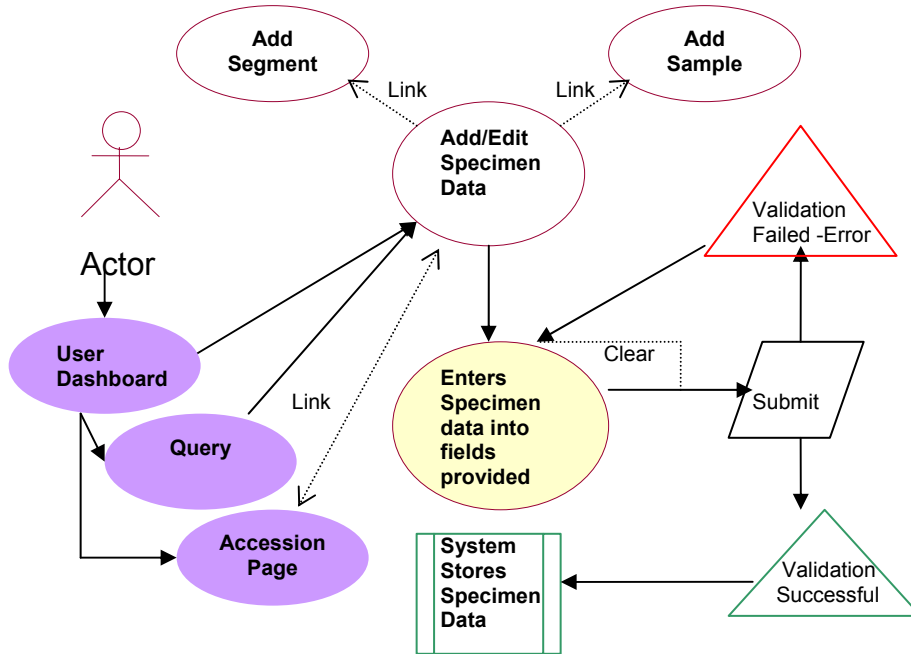 Add
Segment
Add
Sample
Link
Link
Add/Edit
Specimen
Data
Validation
Failed -Error
Actor
User
Dashboard
Clear
Enters
Specimen
data into
fields
provided
Link
Submit
Query
Accession
Page
System
Stores
Specimen
Data
Validation
Successful